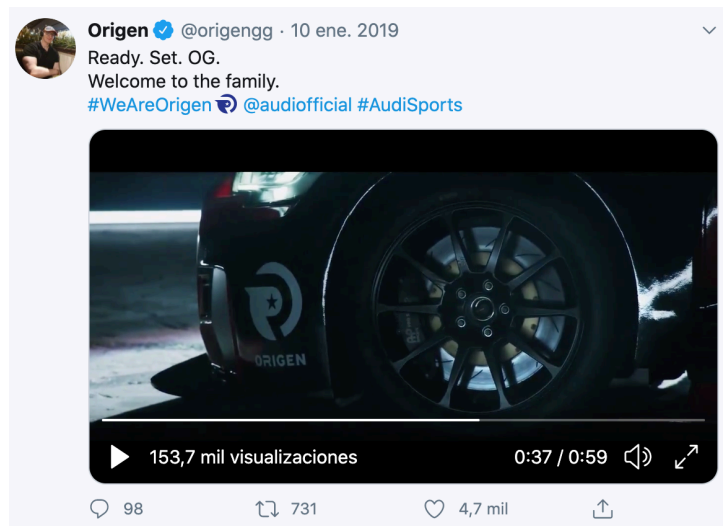 Origen @origengg · 10 ene. 2019
Ready. Set. OG.
Welcome to the family.
#WeAreOrigen @audiofficial #AudiSports
ORIGEN
153,7 mil visualizaciones 0:37 / 0:59
98 731 4,7 mil